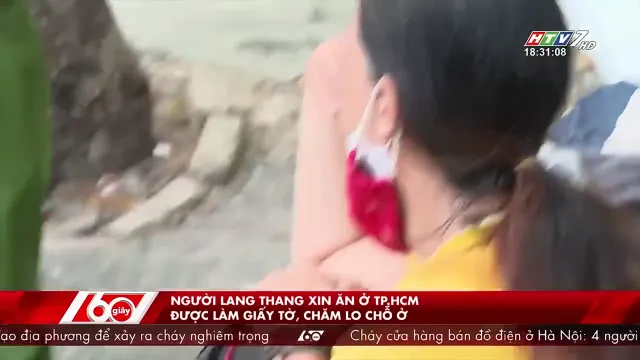 HTV7 HD
18:31:08
60 giây
NGƯỜI LANG THANG XIN ĂN Ở TP.HCM
ĐƯỢC LÀM GIẤY TỜ, CHĂM LO CHỖ Ở
đạo địa phương để xảy ra cháy nghiêm trọng Cháy cửa hàng bán đồ điện ở Hà Nội: 4 người